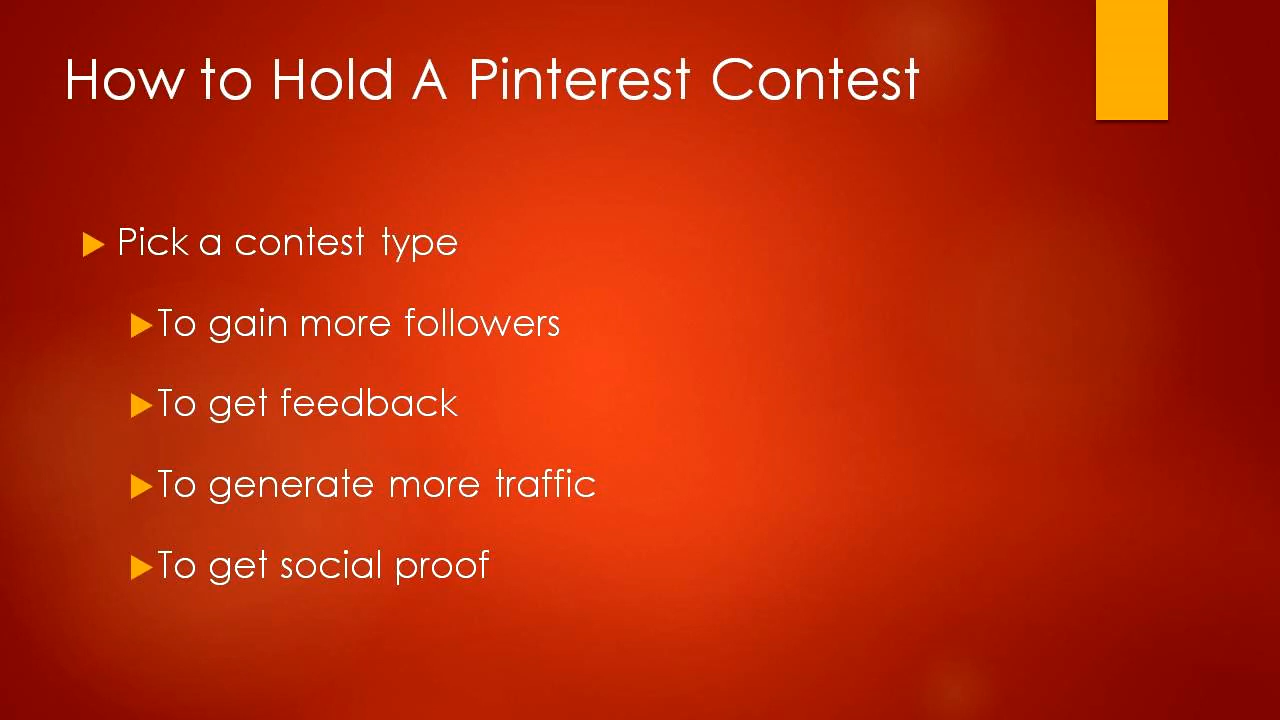 How to Hold A Pinterest Contest
Pick a contest type
To gain more followers
To get feedback
To generate more traffic
To get social proof